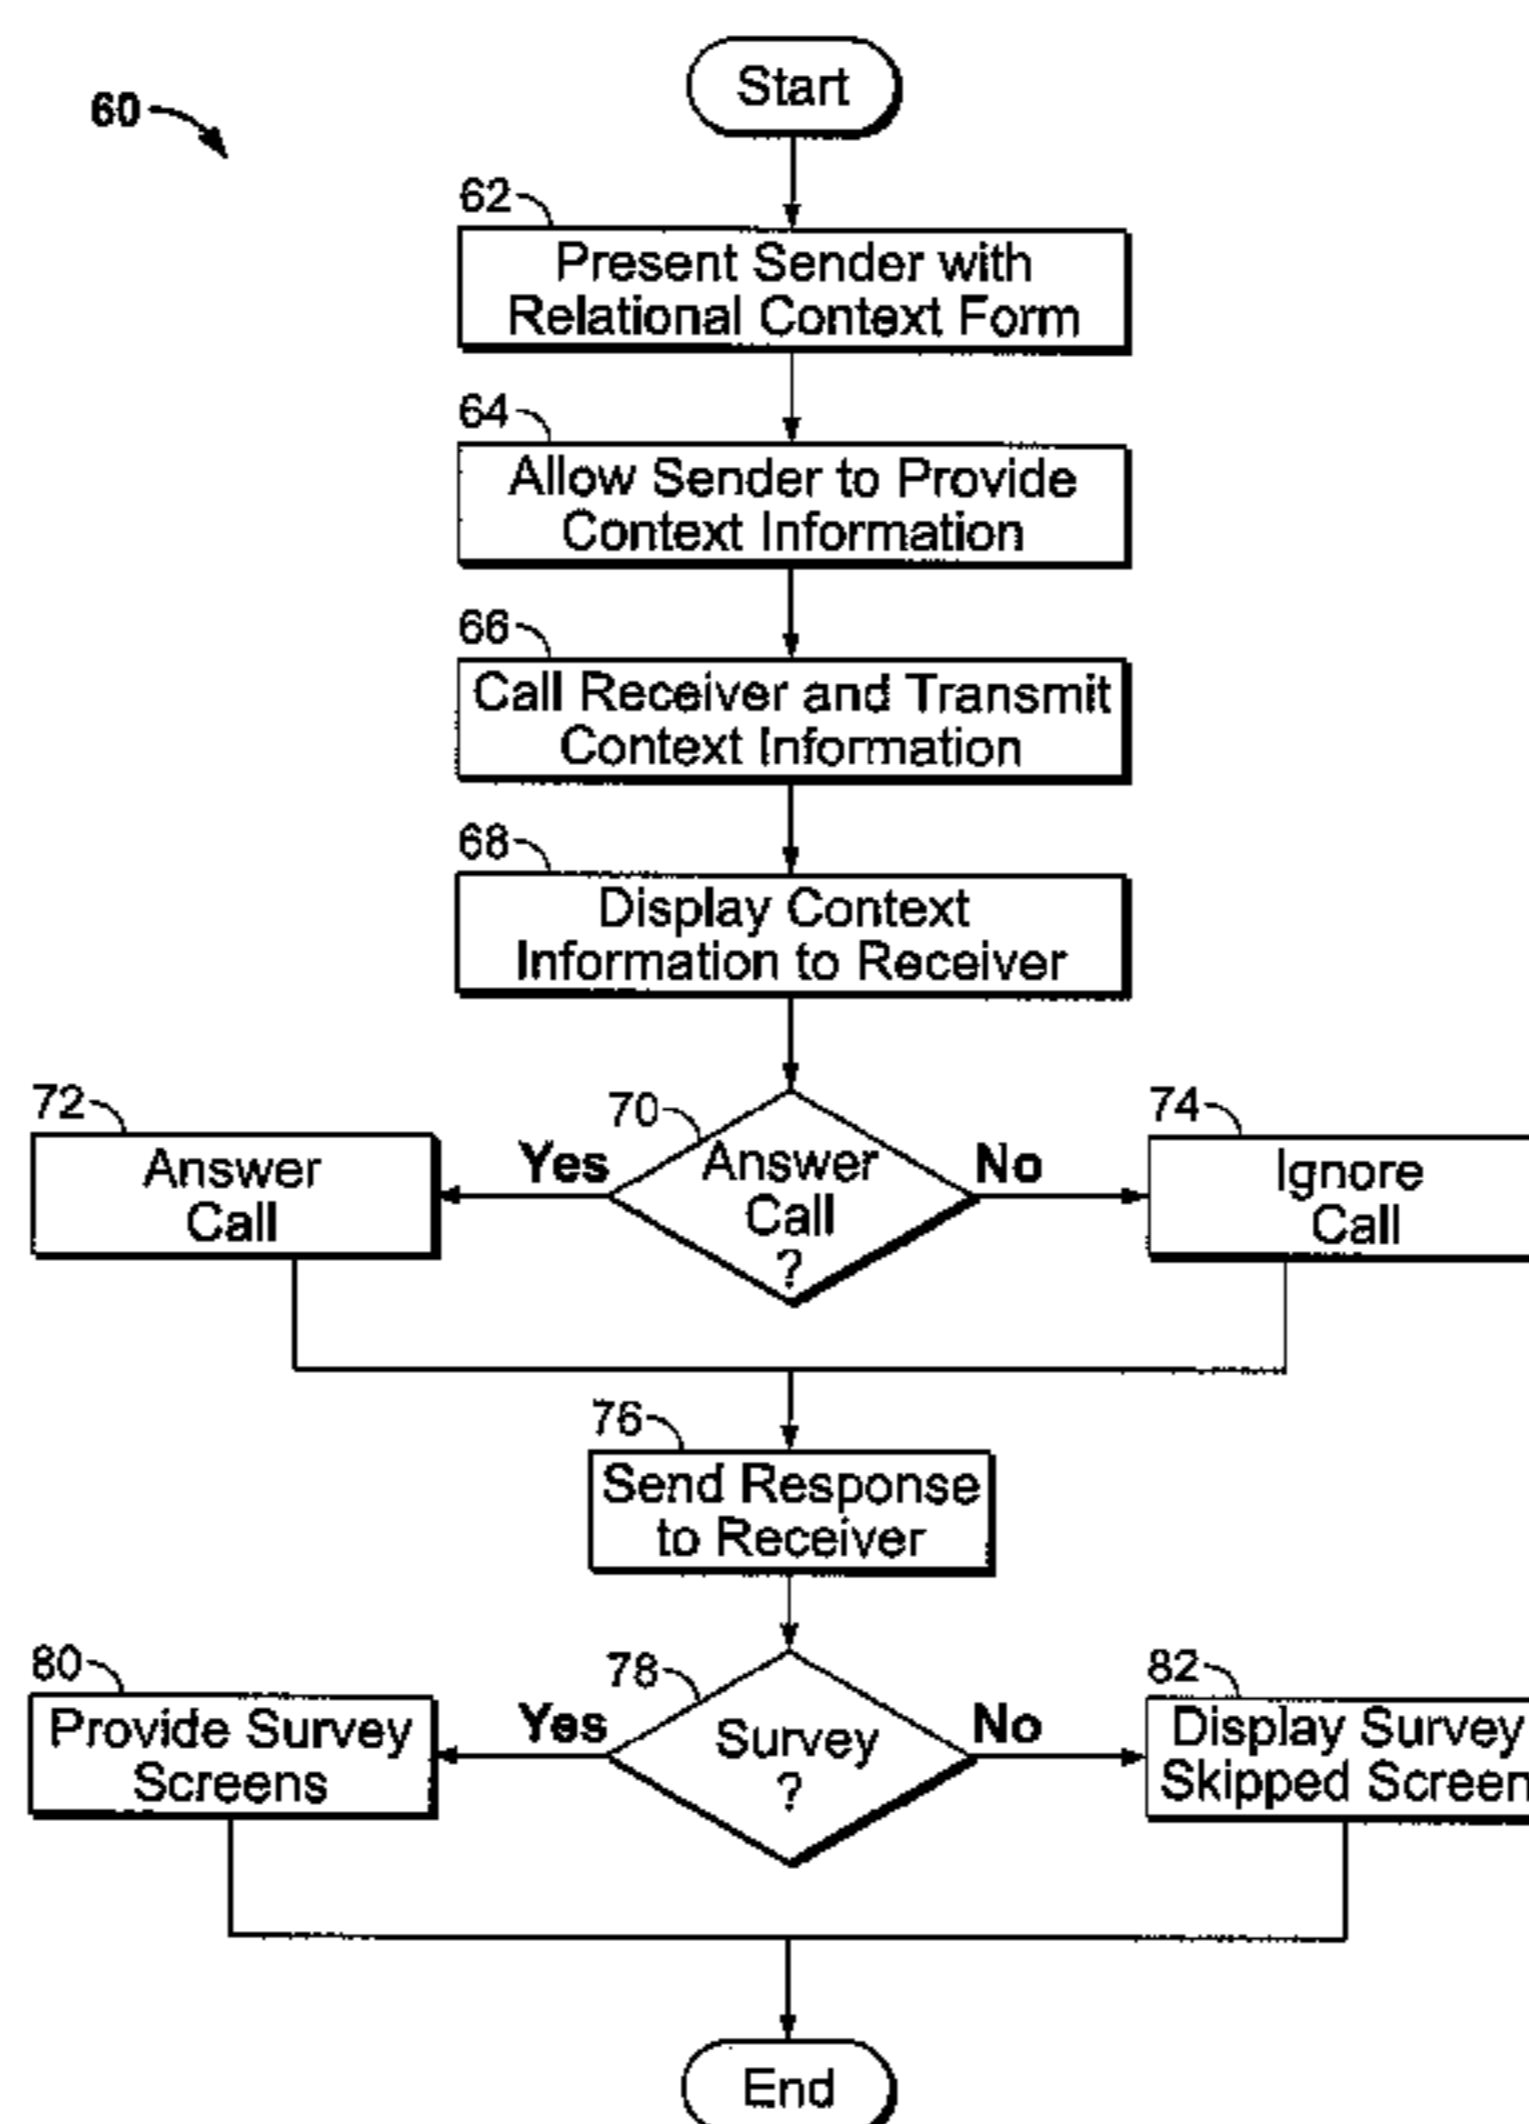 Start
60
62
Present Sender with
Relational Context Form
64
Allow Sender to Provide
Context Information
66
Call Receiver and Transmit
Context Information
68
Display Context
Information to Receiver
72
Answer
Call
70
Yes
Answer
Call
?
No
74
Ignore
Call
76
Send Response
to Receiver
80
Provide Survey
Screens
78
Yes
Survey
?
No
82
Display Survey
Skipped Screen
End